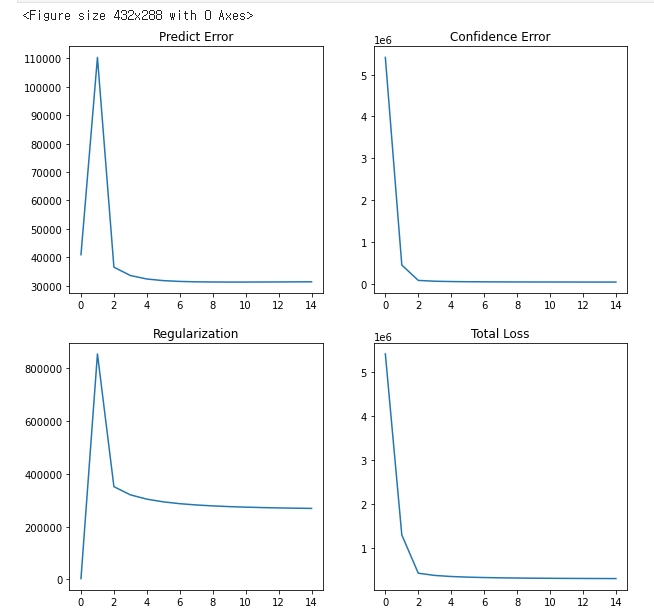 <Figure size 432x288 with 0 Axes>
Predict Error
110000
100000
90000
80000
70000
60000
50000
40000
30000
0 2 4 6 8 10 12 14
Confidence Error
1e6
5
4
3
2
1
0
0 2 4 6 8 10 12 14
Regularization
800000
600000
400000
200000
0
0 2 4 6 8 10 12 14
Total Loss
1e6
5
4
3
2
1
0 2 4 6 8 10 12 14